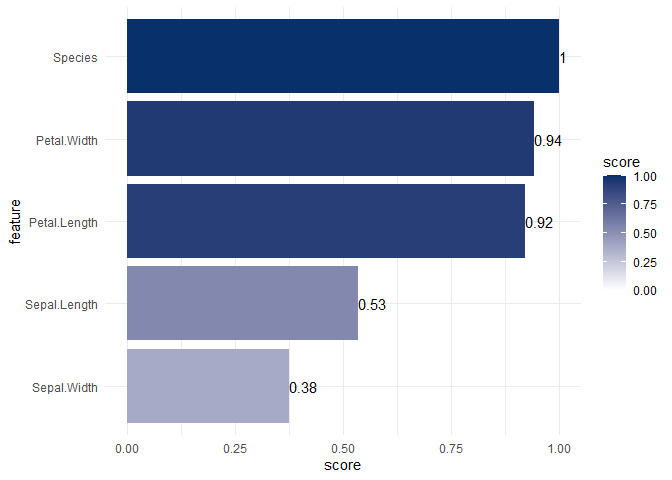 Species
1
Petal.Width
0.94
Petal.Length
0.92
Sepal.Length
0.53
Sepal.Width
0.38
feature
0.00 0.25 0.50 0.75 1.00
score
score
1.00
0.75
0.50
0.25
0.00